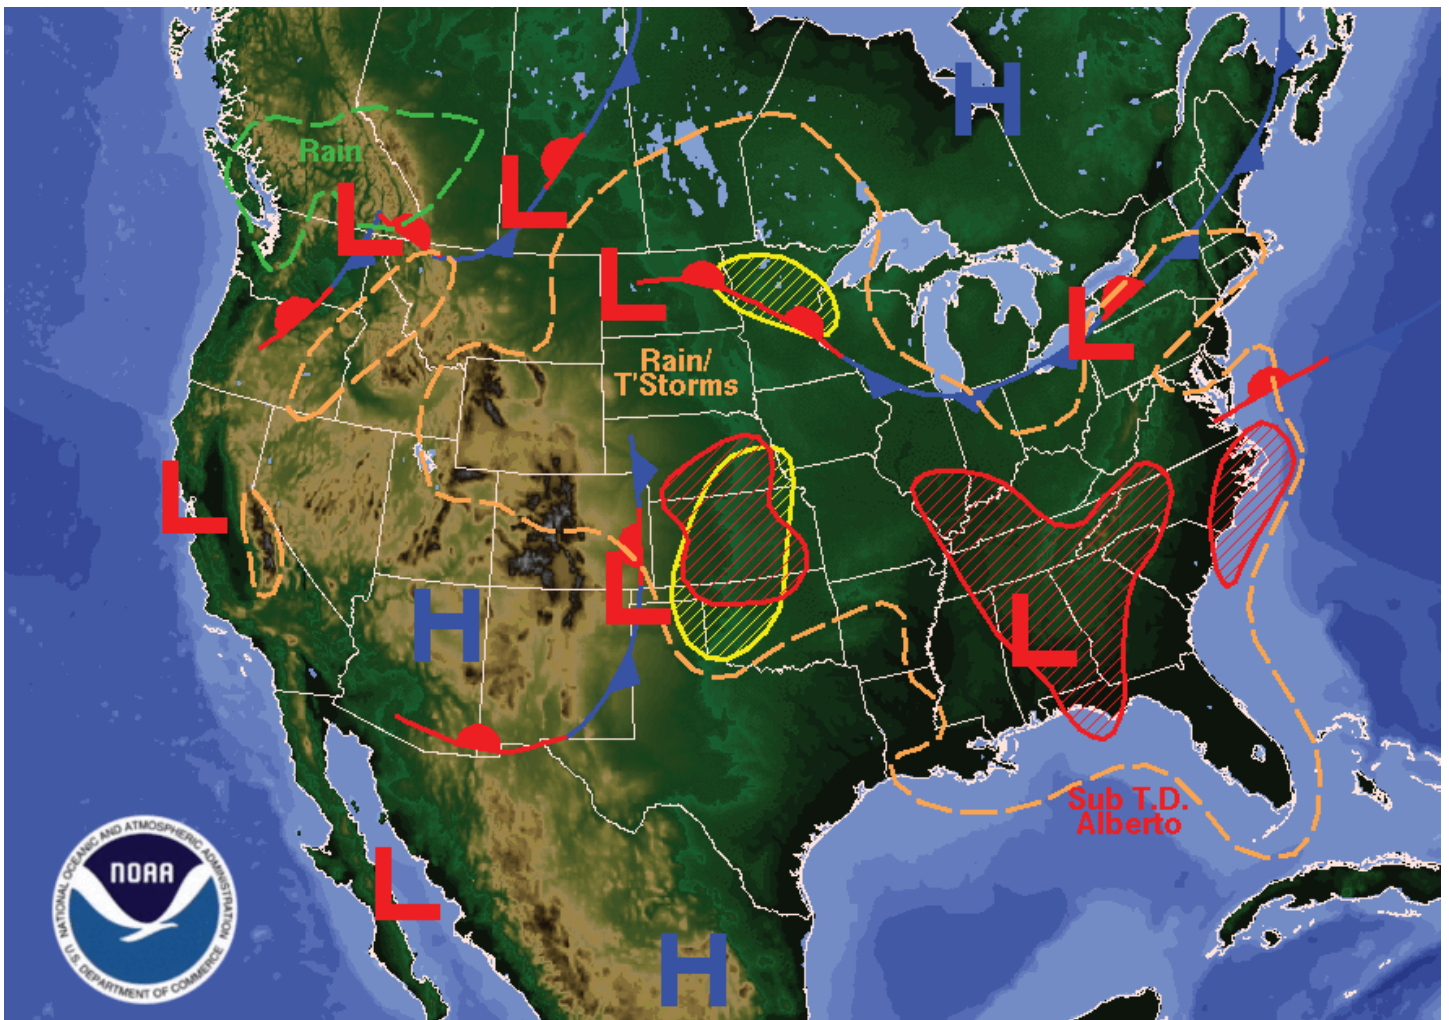 H
Rain
L
L
L
Rain/
T'Storms
L
L
H
L
L
Sub T.D.
Alberto
L
H
NOAA
NATIONAL OCEANIC AND ATMOSPHERIC ADMINISTRATION
U.S. DEPARTMENT OF COMMERCE